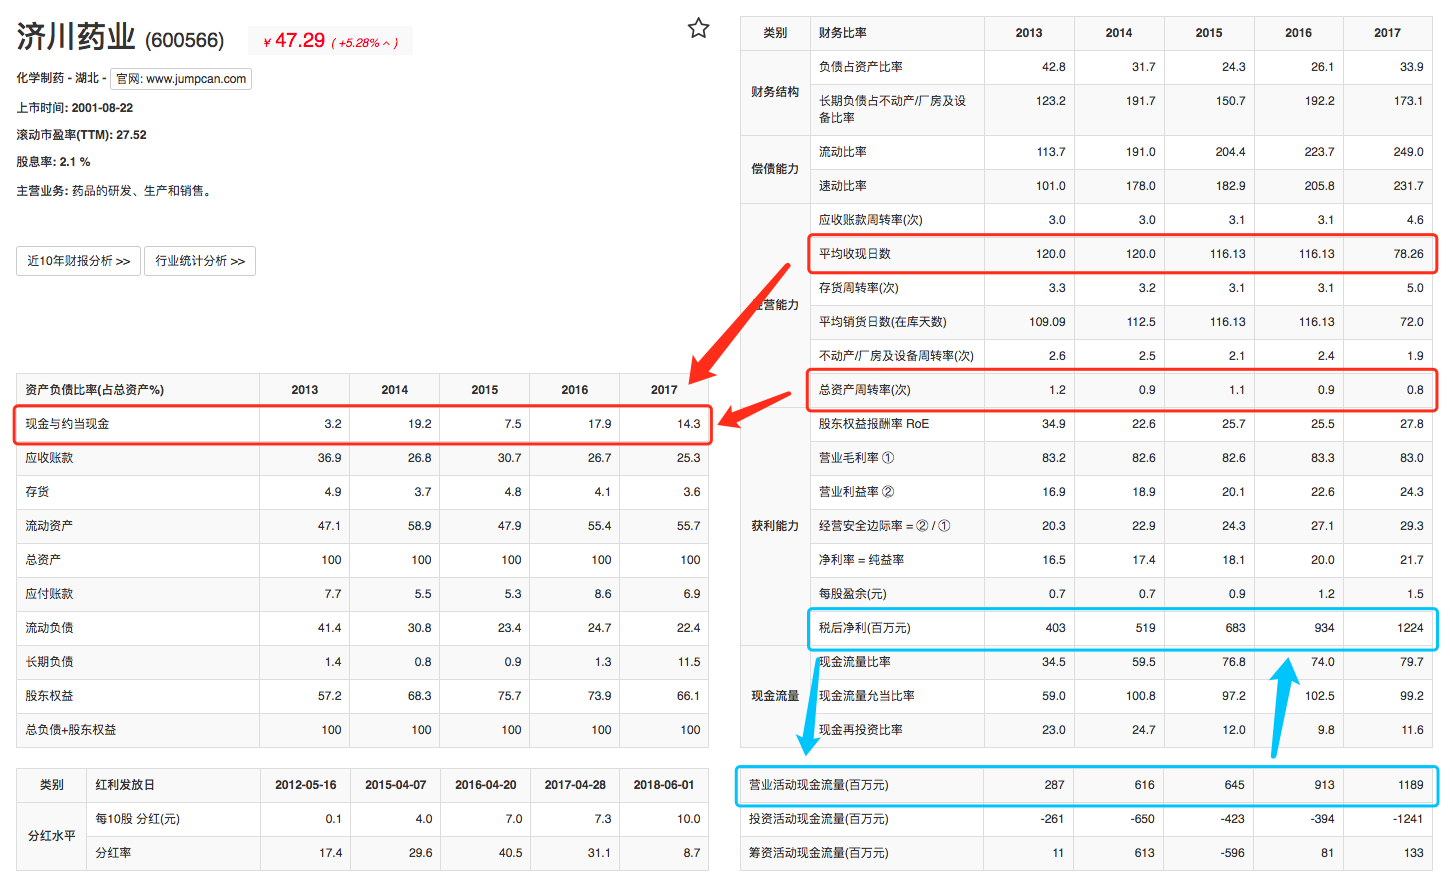 济川药业 (600566) ¥ 47.29 ( +5.28% ^ )
化学制药 - 湖北 - 官网: www.jumpcan.com
上市时间: 2001-08-22
滚动市盈率(TTM): 27.52
股息率: 2.1 %
主营业务: 药品的研发、生产和销售。
近10年财报分析 >> 行业统计分析 >>
资产负债比率(占总资产%) 2013 2014 2015 2016 2017
现金与约当现金 3.2 19.2 7.5 17.9 14.3
应收账款 36.9 26.8 30.7 26.7 25.3
存货 4.9 3.7 4.8 4.1 3.6
流动资产 47.1 58.9 47.9 55.4 55.7
总资产 100 100 100 100 100
应付账款 7.7 5.5 5.3 8.6 6.9
流动负债 41.4 30.8 23.4 24.7 22.4
长期负债 1.4 0.8 0.9 1.3 11.5
股东权益 57.2 68.3 75.7 73.9 66.1
总负债+股东权益 100 100 100 100 100
类别 红利发放日 2012-05-16 2015-04-07 2016-04-20 2017-04-28 2018-06-01
分红水平
每10股 分红(元) 0.1 4.0 7.0 7.3 10.0
分红率 17.4 29.6 40.5 31.1 8.7
类别 财务比率 2013 2014 2015 2016 2017
财务结构
负债占资产比率 42.8 31.7 24.3 26.1 33.9
长期负债占不动产/厂房及设
备比率 123.2 191.7 150.7 192.2 173.1
偿债能力
流动比率 113.7 191.0 204.4 223.7 249.0
速动比率 101.0 178.0 182.9 205.8 231.7
经营能力
应收账款周转率(次) 3.0 3.0 3.1 3.1 4.6
平均收现日数 120.0 120.0 116.13 116.13 78.26
存货周转率(次) 3.3 3.2 3.1 3.1 5.0
平均销货日数(在库天数) 109.09 112.5 116.13 116.13 72.0
不动产/厂房及设备周转率(次) 2.6 2.5 2.1 2.4 1.9
总资产周转率(次) 1.2 0.9 1.1 0.9 0.8
获利能力
股东权益报酬率 RoE 34.9 22.6 25.7 25.5 27.8
营业毛利率 ① 83.2 82.6 82.6 83.3 83.0
营业利益率 ② 16.9 18.9 20.1 22.6 24.3
经营安全边际率 = ② / ① 20.3 22.9 24.3 27.1 29.3
净利率 = 纯益率 16.5 17.4 18.1 20.0 21.7
每股盈余(元) 0.7 0.7 0.9 1.2 1.5
税后净利(百万元) 403 519 683 934 1224
现金流量
现金流量比率 34.5 59.5 76.8 74.0 79.7
现金流量允当比率 59.0 100.8 97.2 102.5 99.2
现金再投资比率 23.0 24.7 12.0 9.8 11.6
营业活动现金流量(百万元) 287 616 645 913 1189
投资活动现金流量(百万元) -261 -650 -423 -394 -1241
筹资活动现金流量(百万元) 11 613 -596 81 133